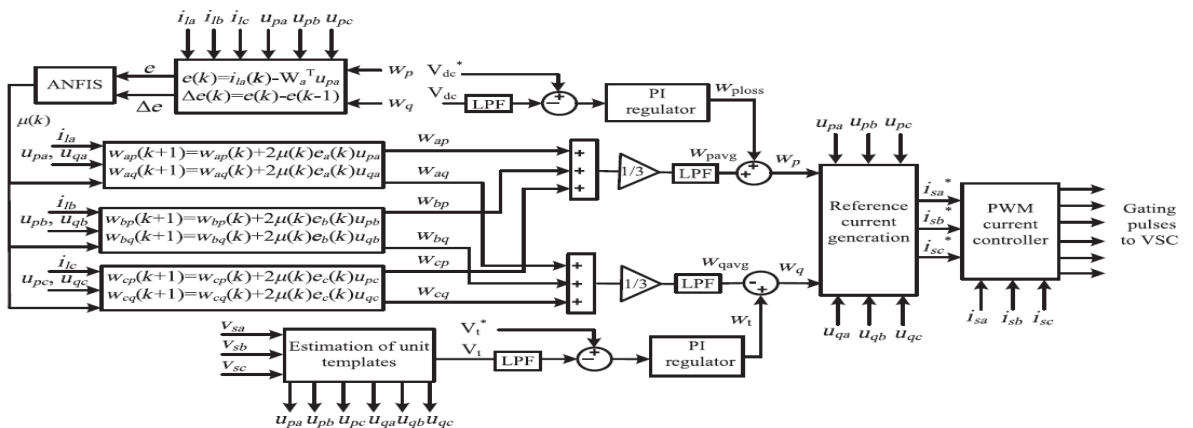 i_la i_lb i_lc u_pa u_pb u_pc
ANFIS
e
Δe
e(k)=i_la(k)-W_a^T u_pa
Δe(k)=e(k)-e(k-1)
w_p
w_q
V_dc*
V_dc
LPF
+
−
PI
regulator
w_ploss
μ(k)
i_la
u_pa, u_qa
w_ap(k+1)=w_ap(k)+2μ(k)e_a(k)u_pa
w_aq(k+1)=w_aq(k)+2μ(k)e_a(k)u_qa
w_ap
w_aq
i_lb
u_pb, u_qb
w_bp(k+1)=w_bp(k)+2μ(k)e_b(k)u_pb
w_bq(k+1)=w_bq(k)+2μ(k)e_b(k)u_qb
w_bp
w_bq
i_lc
u_pc, u_qc
w_cp(k+1)=w_cp(k)+2μ(k)e_c(k)u_pc
w_cq(k+1)=w_cq(k)+2μ(k)e_c(k)u_qc
w_cp
w_cq
+
+
+
1/3
LPF
w_pavg
+
+
w_p
+
+
+
1/3
LPF
w_qavg
-
+
w_q
w_t
u_pa u_pb u_pc
Reference
current
generation
u_qa u_qb u_qc
i_sa*
i_sb*
i_sc*
PWM
current
controller
i_sa i_sb i_sc
Gating
pulses
to VSC
v_sa
v_sb
v_sc
Estimation of unit
templates
u_pa u_pb u_pc u_qa u_qb u_qc
V_t*
V_t
LPF
+
−
PI
regulator